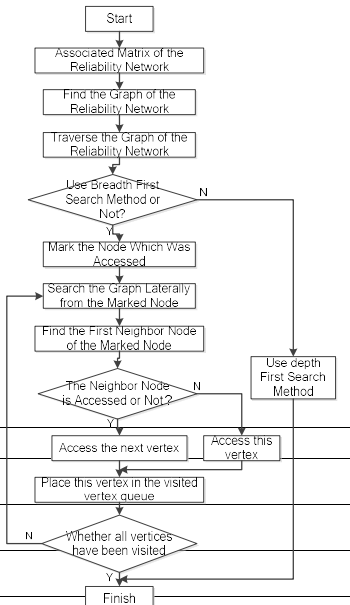 Start
Associated Matrix of the
Reliability Network
Find the Graph of the
Reliability Network
Traverse the Graph of the
Reliability Network
Use Breadth First
Search Method or
Not?
N
Y
Mark the Node Which Was
Accessed
Search the Graph Laterally
from the Marked Node
Find the First Neighbor Node
of the Marked Node
Use depth
First Search
Method
The Neighbor Node
is Accessed or Not?
N
Y
Access the next vertex
Access this
vertex
Place this vertex in the visited
vertex queue
Whether all vertices
have been visited
N
Y
Finish